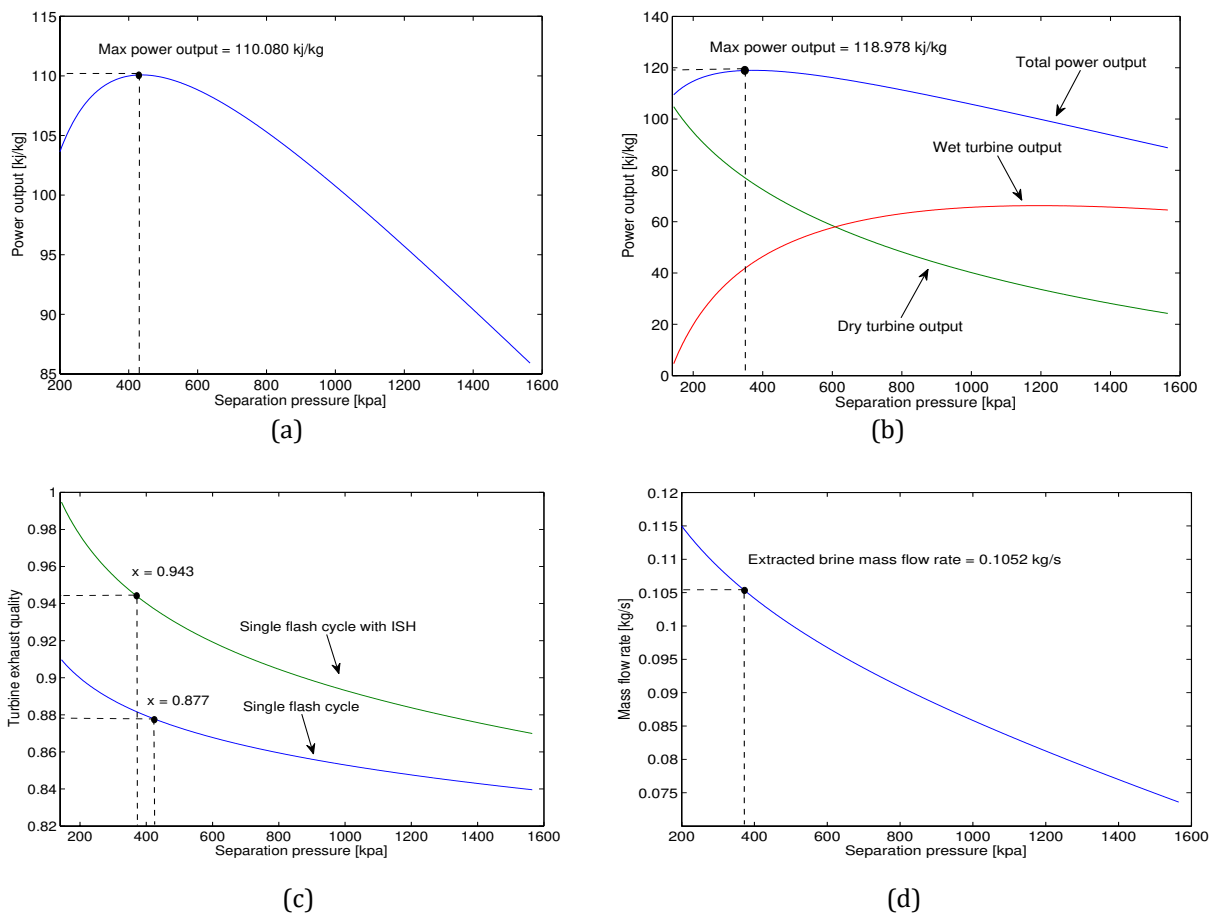 115
110
105
100
95
90
85
Power output [kj/kg]
Max power output = 110.080 kj/kg
200 400 600 800 1000 1200 1400 1600
Separation pressure [kpa]
(a)
140
120
100
80
60
40
20
0
Power output [kj/kg]
Max power output = 118.978 kj/kg
Total power output
Wet turbine output
Dry turbine output
200 400 600 800 1000 1200 1400 1600
Separation pressure [kpa]
(b)
1
0.98
0.96
0.94
0.92
0.9
0.88
0.86
0.84
0.82
Turbine exhaust quality
x = 0.943
Single flash cycle with ISH
x = 0.877
Single flash cycle
200 400 600 800 1000 1200 1400 1600
Separation pressure [kpa]
(c)
0.12
0.115
0.11
0.105
0.1
0.095
0.09
0.085
0.08
0.075
Mass flow rate [kg/s]
Extracted brine mass flow rate = 0.1052 kg/s
200 400 600 800 1000 1200 1400 1600
Separation pressure [kpa]
(d)